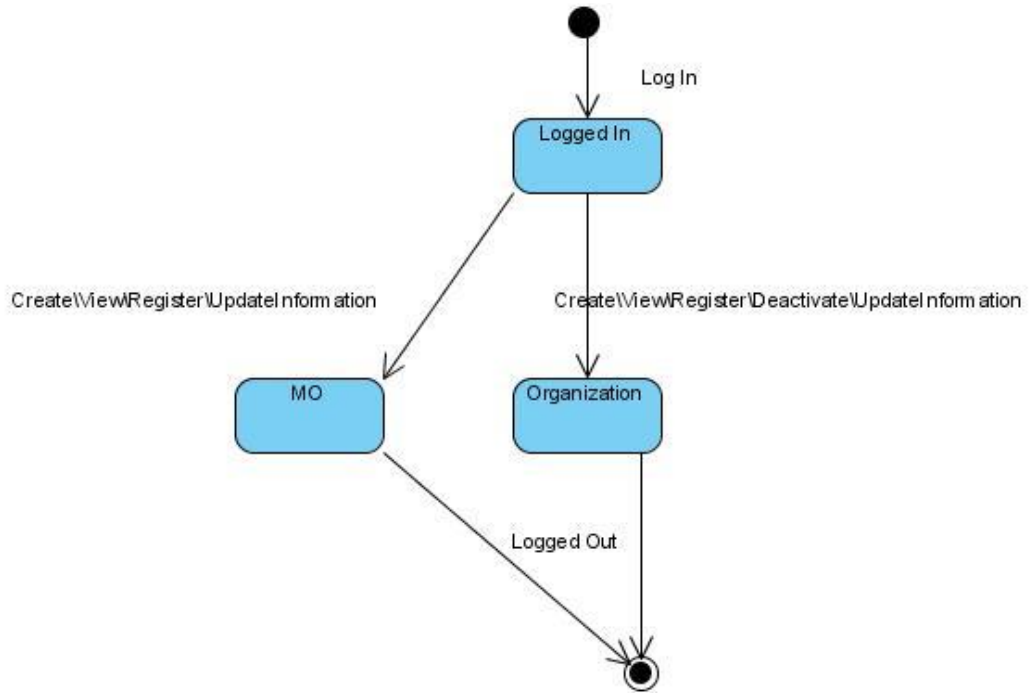 Log In
Logged In
Create\View\Register\UpdateInformation
Create\View\Register\Deactivate\UpdateInformation
MO
Organization
Logged Out